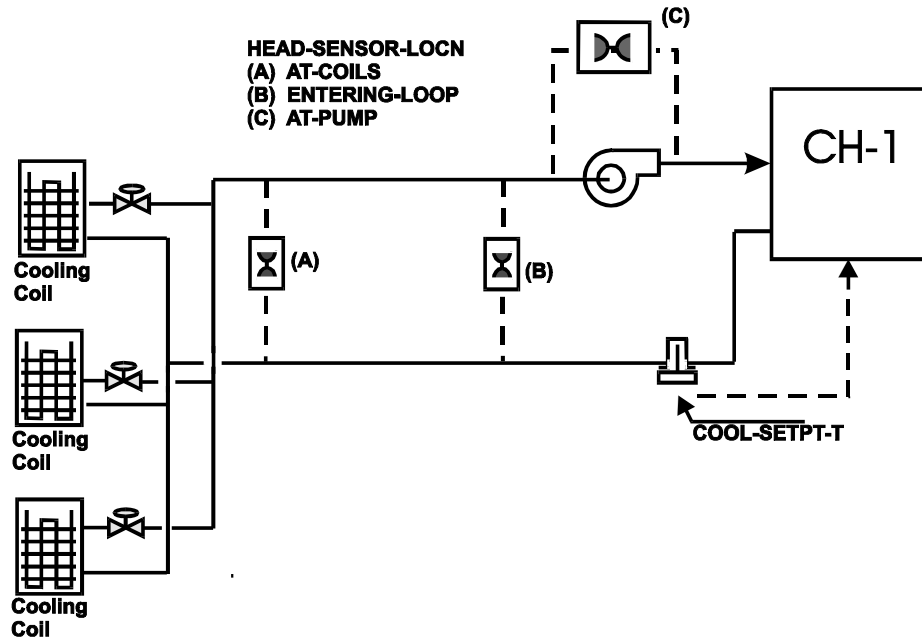 (C)
HEAD-SENSOR-LOCN
(A) AT-COILS
(B) ENTERING-LOOP
(C) AT-PUMP
CH-1
(A)
(B)
Cooling
Coil
Cooling
Coil
COOL-SETPT-T
Cooling
Coil